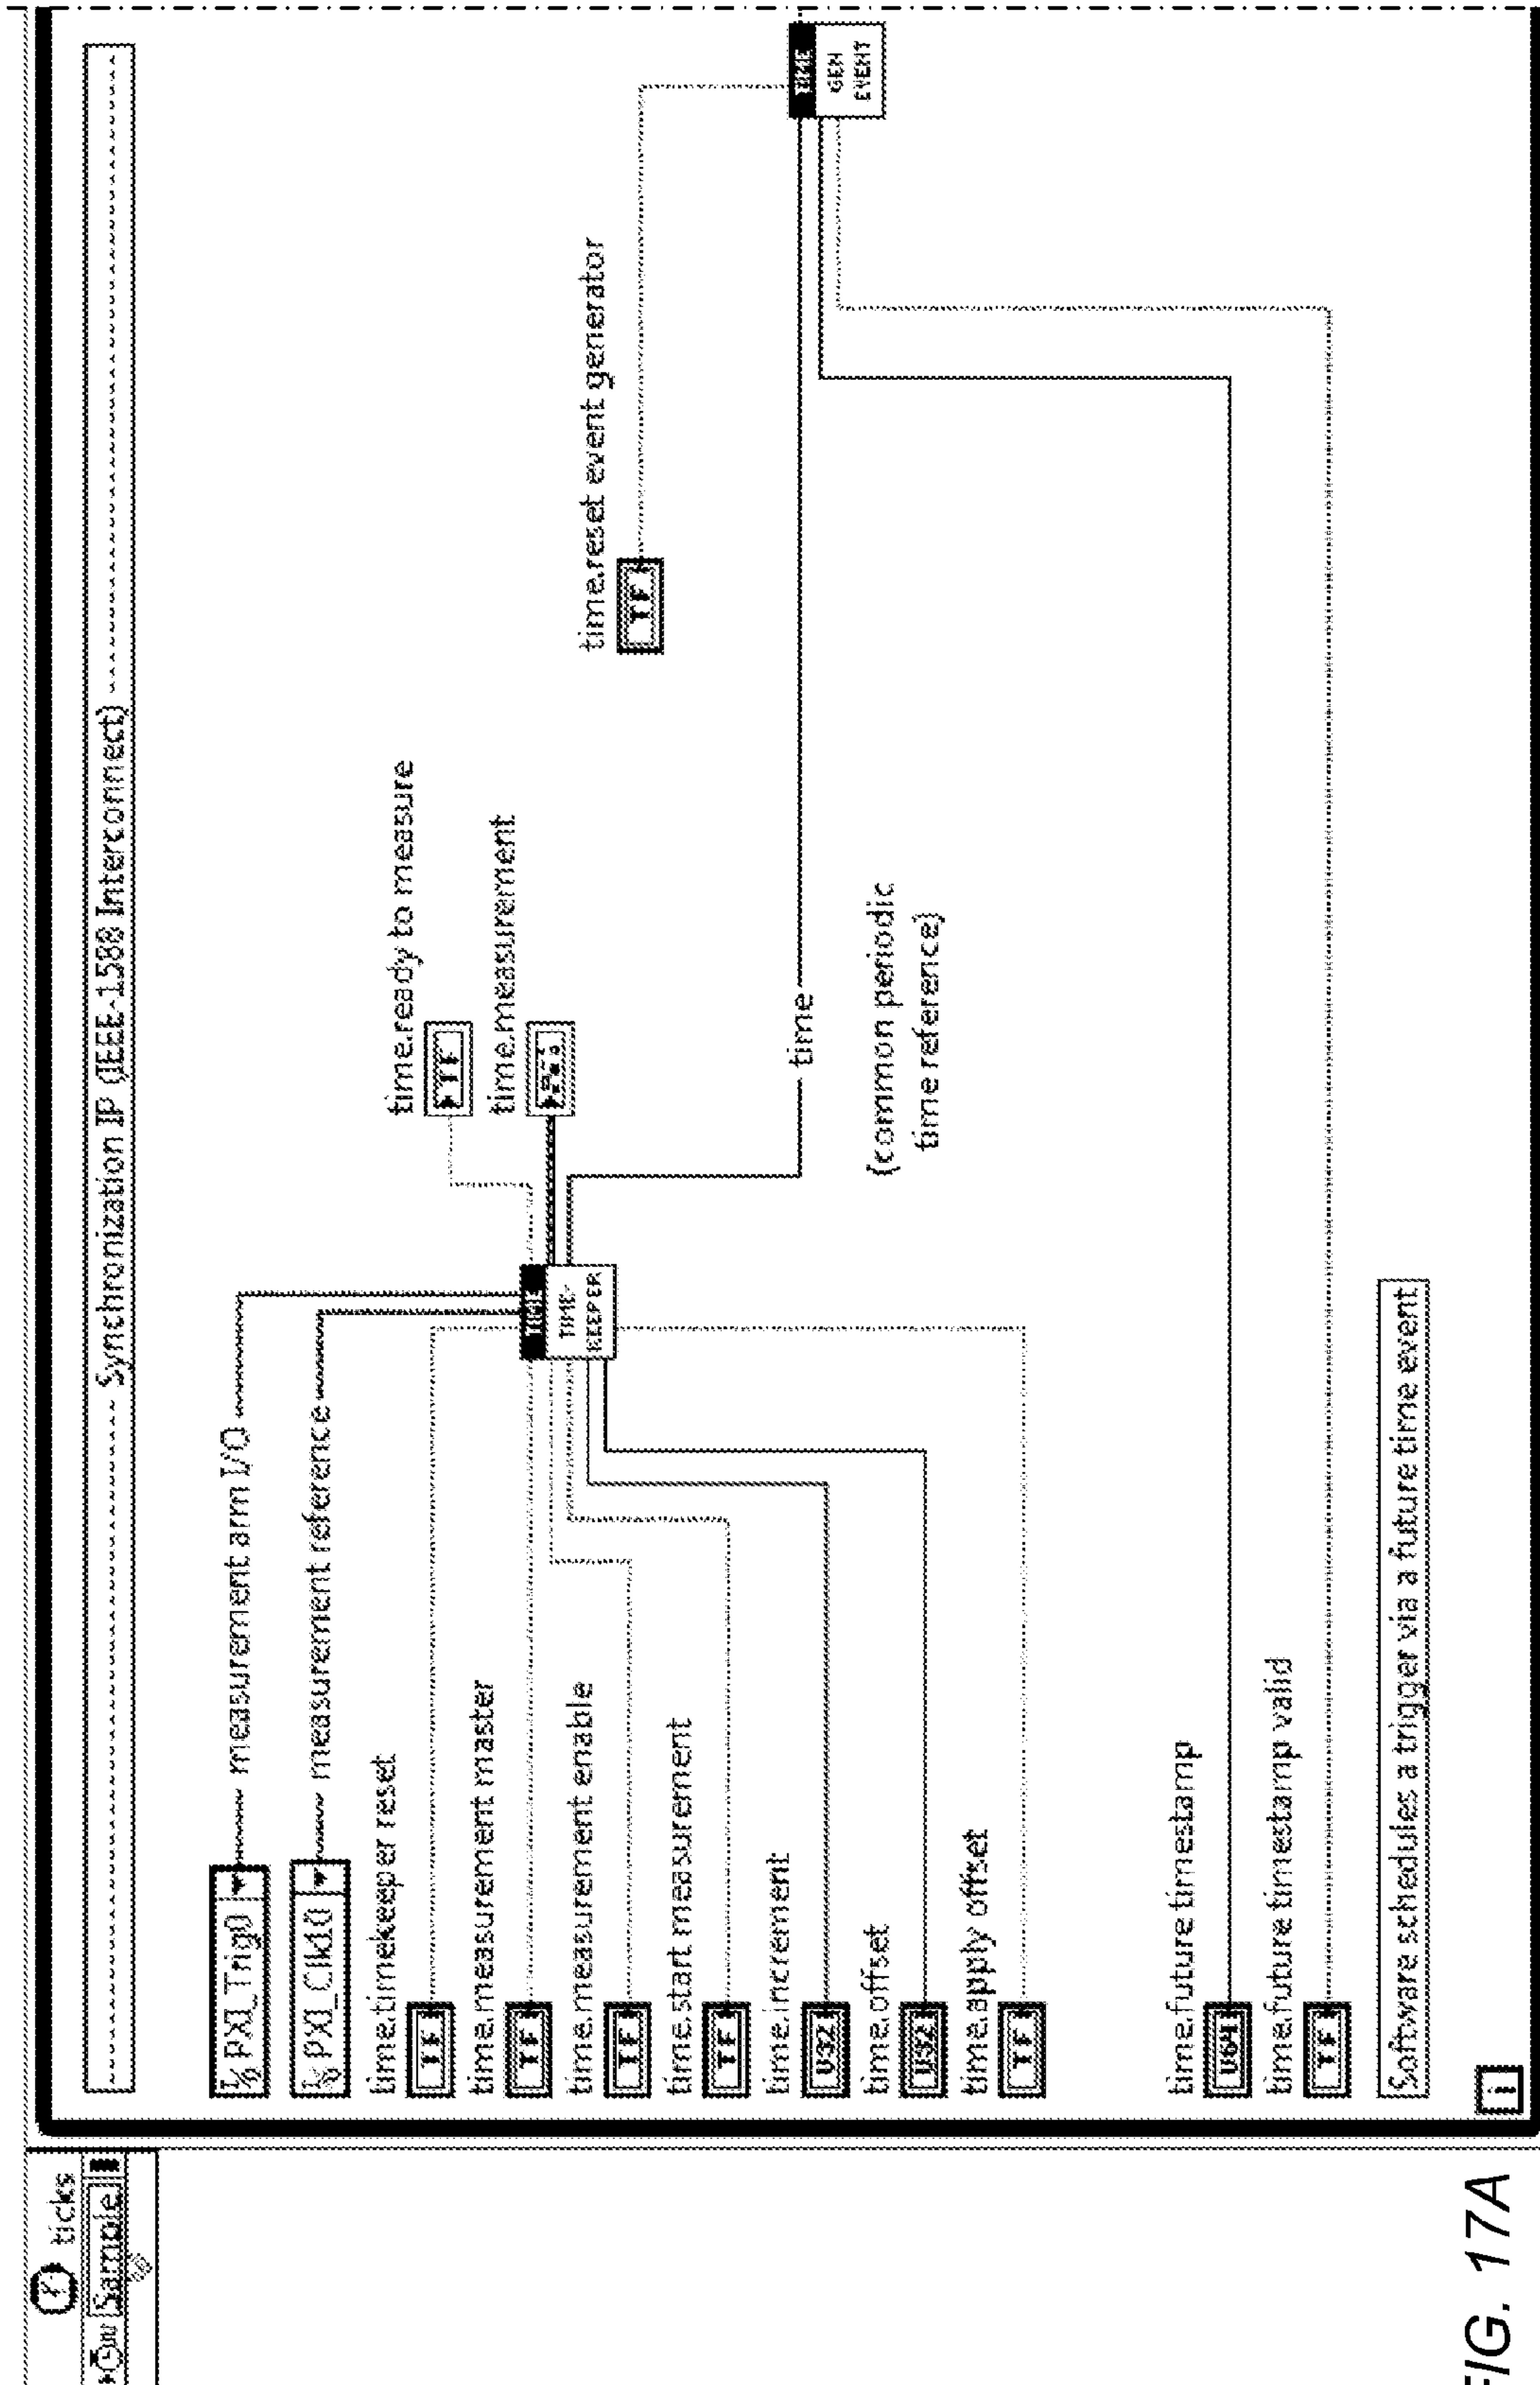 ticks
Sample
Synchronization IP (IEEE-1588 Interconnect)
I/O PXI_Trig0
measurement arm I/O
PXI_Clk10
measurement reference
time.timekeeper reset
TF
time.measurement master
TF
time.measurement enable
TF
time.start measurement
TF
time.increment
U32
time.offset
U32
time.apply offset
TF
TIME
TIME-
KEEPER
time.ready to measure
TF
time.measurement
time
(common periodic
time reference)
time.reset event generator
TF
TIME
GEN
EVENT
time.future timestamp
U64
time.future timestamp valid
TF
Software schedules a trigger via a future time event
i
FIG. 17A